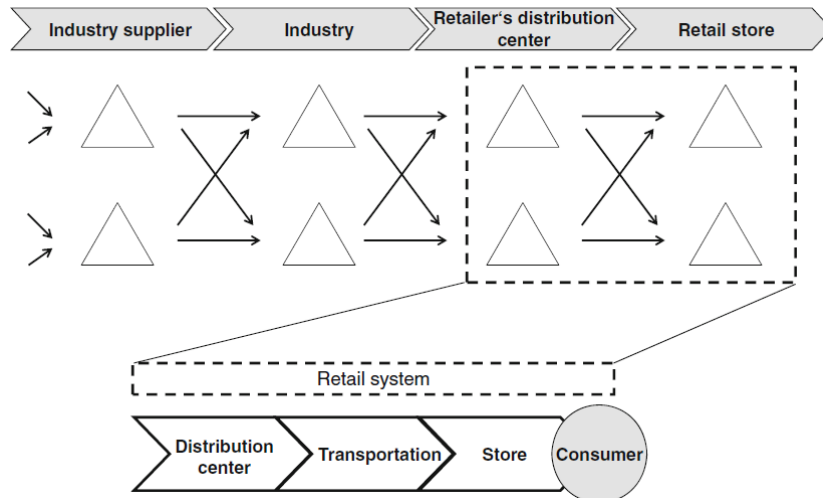 Industry supplier
Industry
Retailer‘s distribution
center
Retail store
Retail system
Distribution
center
Transportation
Store
Consumer